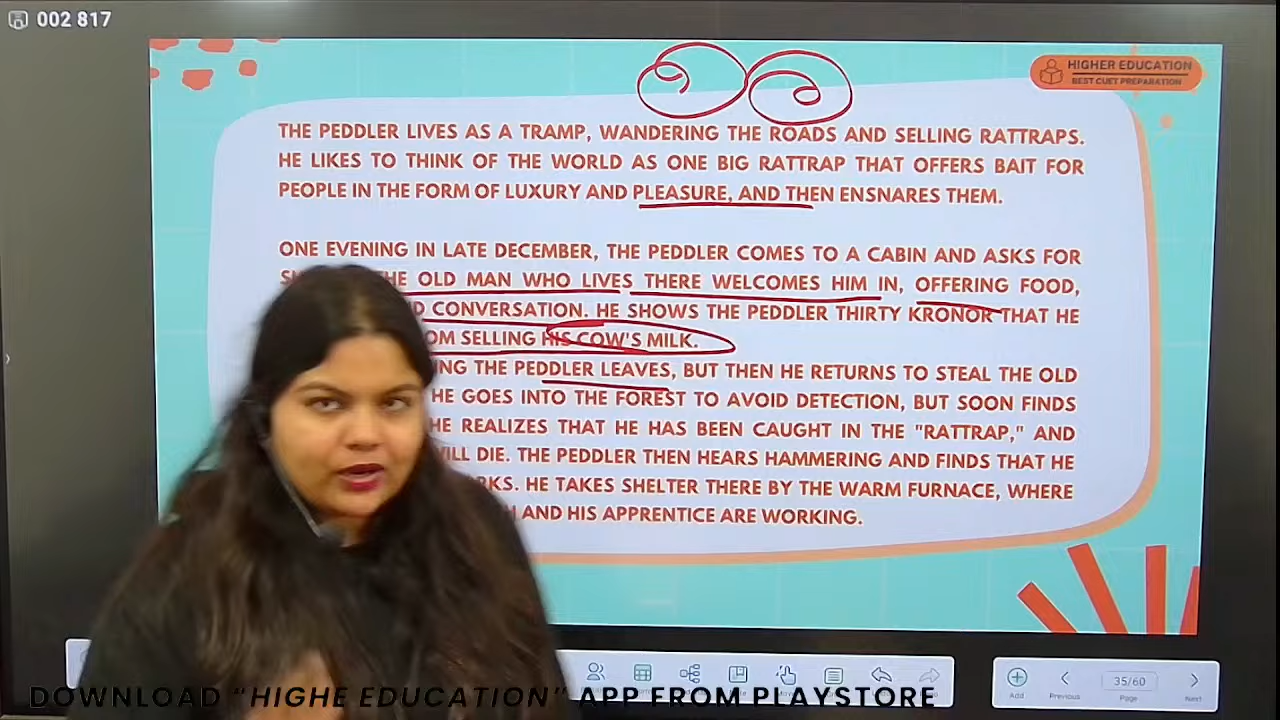 002 817
HIGHER EDUCATION
BEST CUET PREPARATION
THE PEDDLER LIVES AS A TRAMP, WANDERING THE ROADS AND SELLING RATTRAPS.
HE LIKES TO THINK OF THE WORLD AS ONE BIG RATTRAP THAT OFFERS BAIT FOR
PEOPLE IN THE FORM OF LUXURY AND PLEASURE, AND THEN ENSNARES THEM.
ONE EVENING IN LATE DECEMBER, THE PEDDLER COMES TO A CABIN AND ASKS FOR
OLD MAN WHO LIVES THERE WELCOMES HIM IN, OFFERING FOOD,
CONVERSATION. HE SHOWS THE PEDDLER THIRTY KRONOR THAT HE
SELLING HIS COW'S MILK.
THE PEDDLER LEAVES, BUT THEN HE RETURNS TO STEAL THE OLD
HE GOES INTO THE FOREST TO AVOID DETECTION, BUT SOON FINDS
HE REALIZES THAT HE HAS BEEN CAUGHT IN THE "RATTRAP," AND
DIE. THE PEDDLER THEN HEARS HAMMERING AND FINDS THAT HE
HE TAKES SHELTER THERE BY THE WARM FURNACE, WHERE
AND HIS APPRENTICE ARE WORKING.
Add
Previous
35/60
Page
Next
DOWNLOAD "HIGHE EDUCATION" APP FROM PLAYSTORE